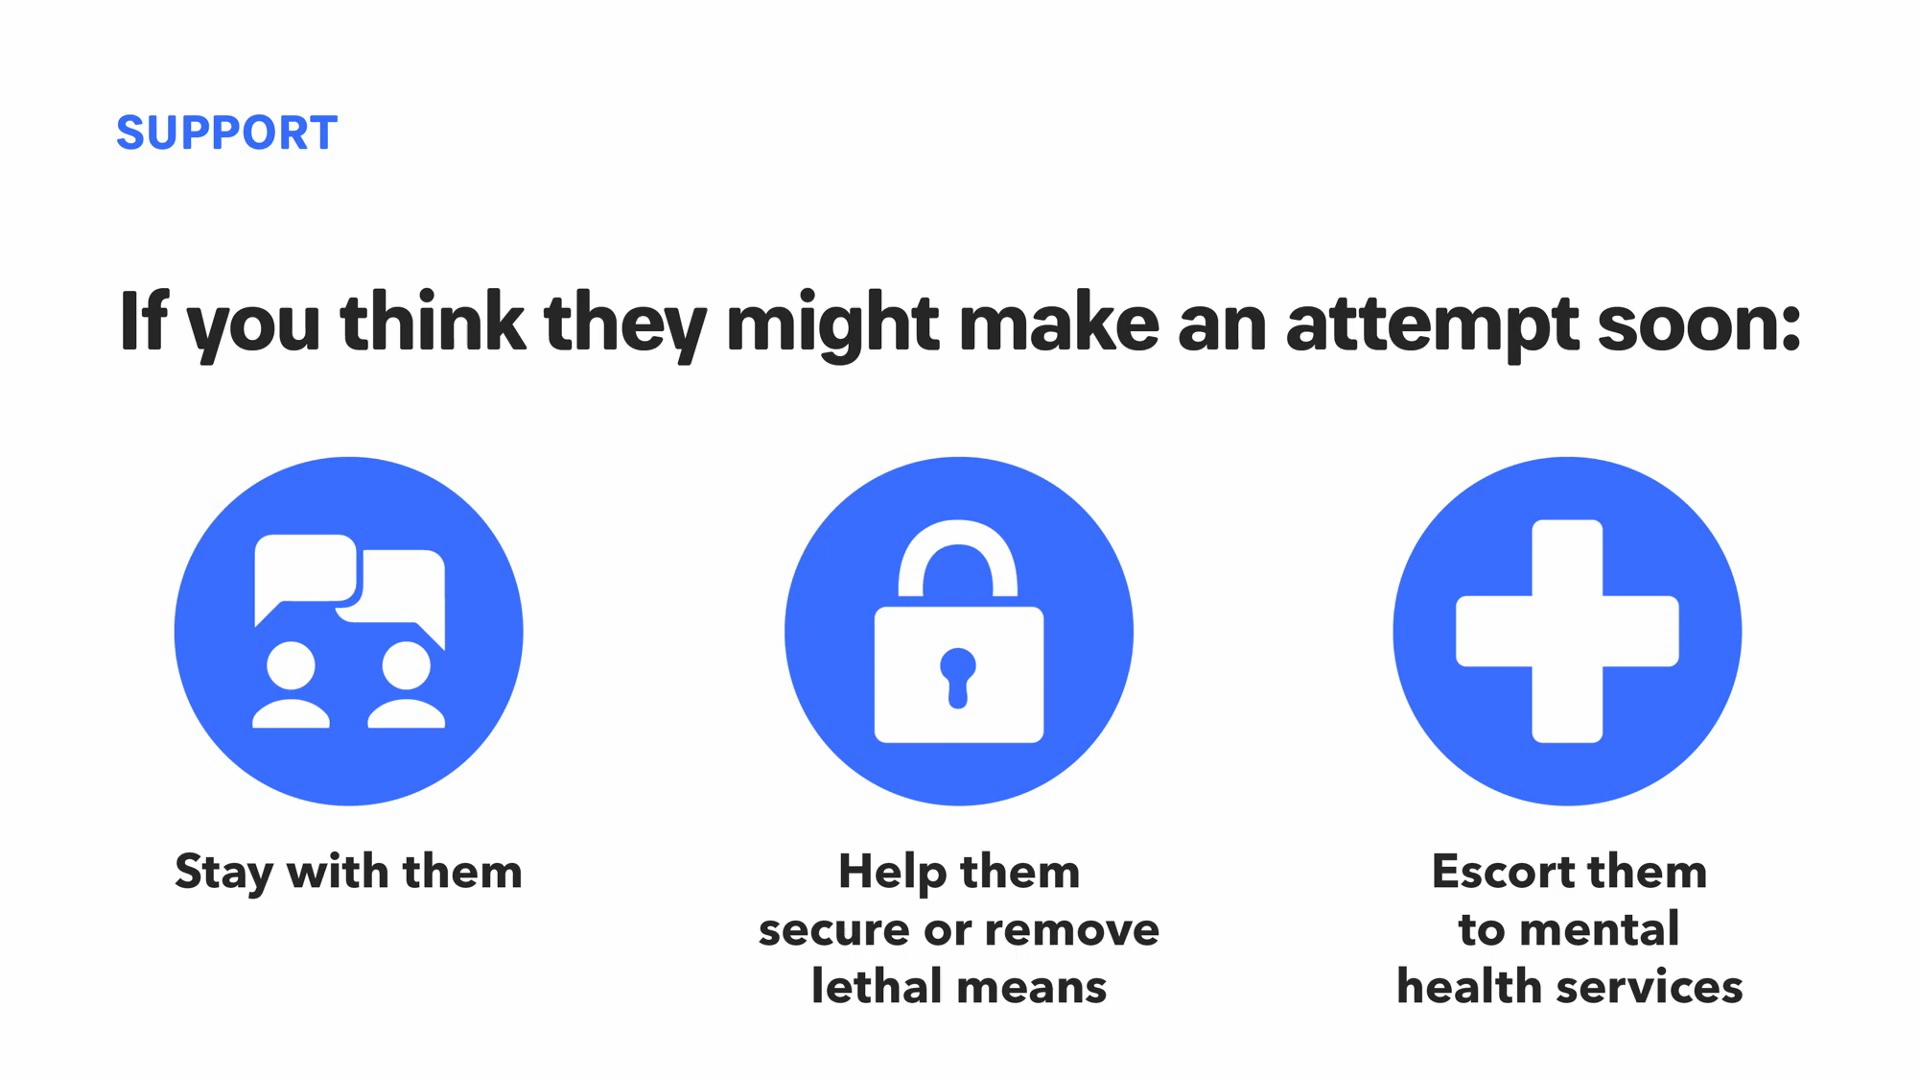 SUPPORT
If you think they might make an attempt soon:
Stay with them
Help them
secure or remove
lethal means
Escort them
to mental
health services